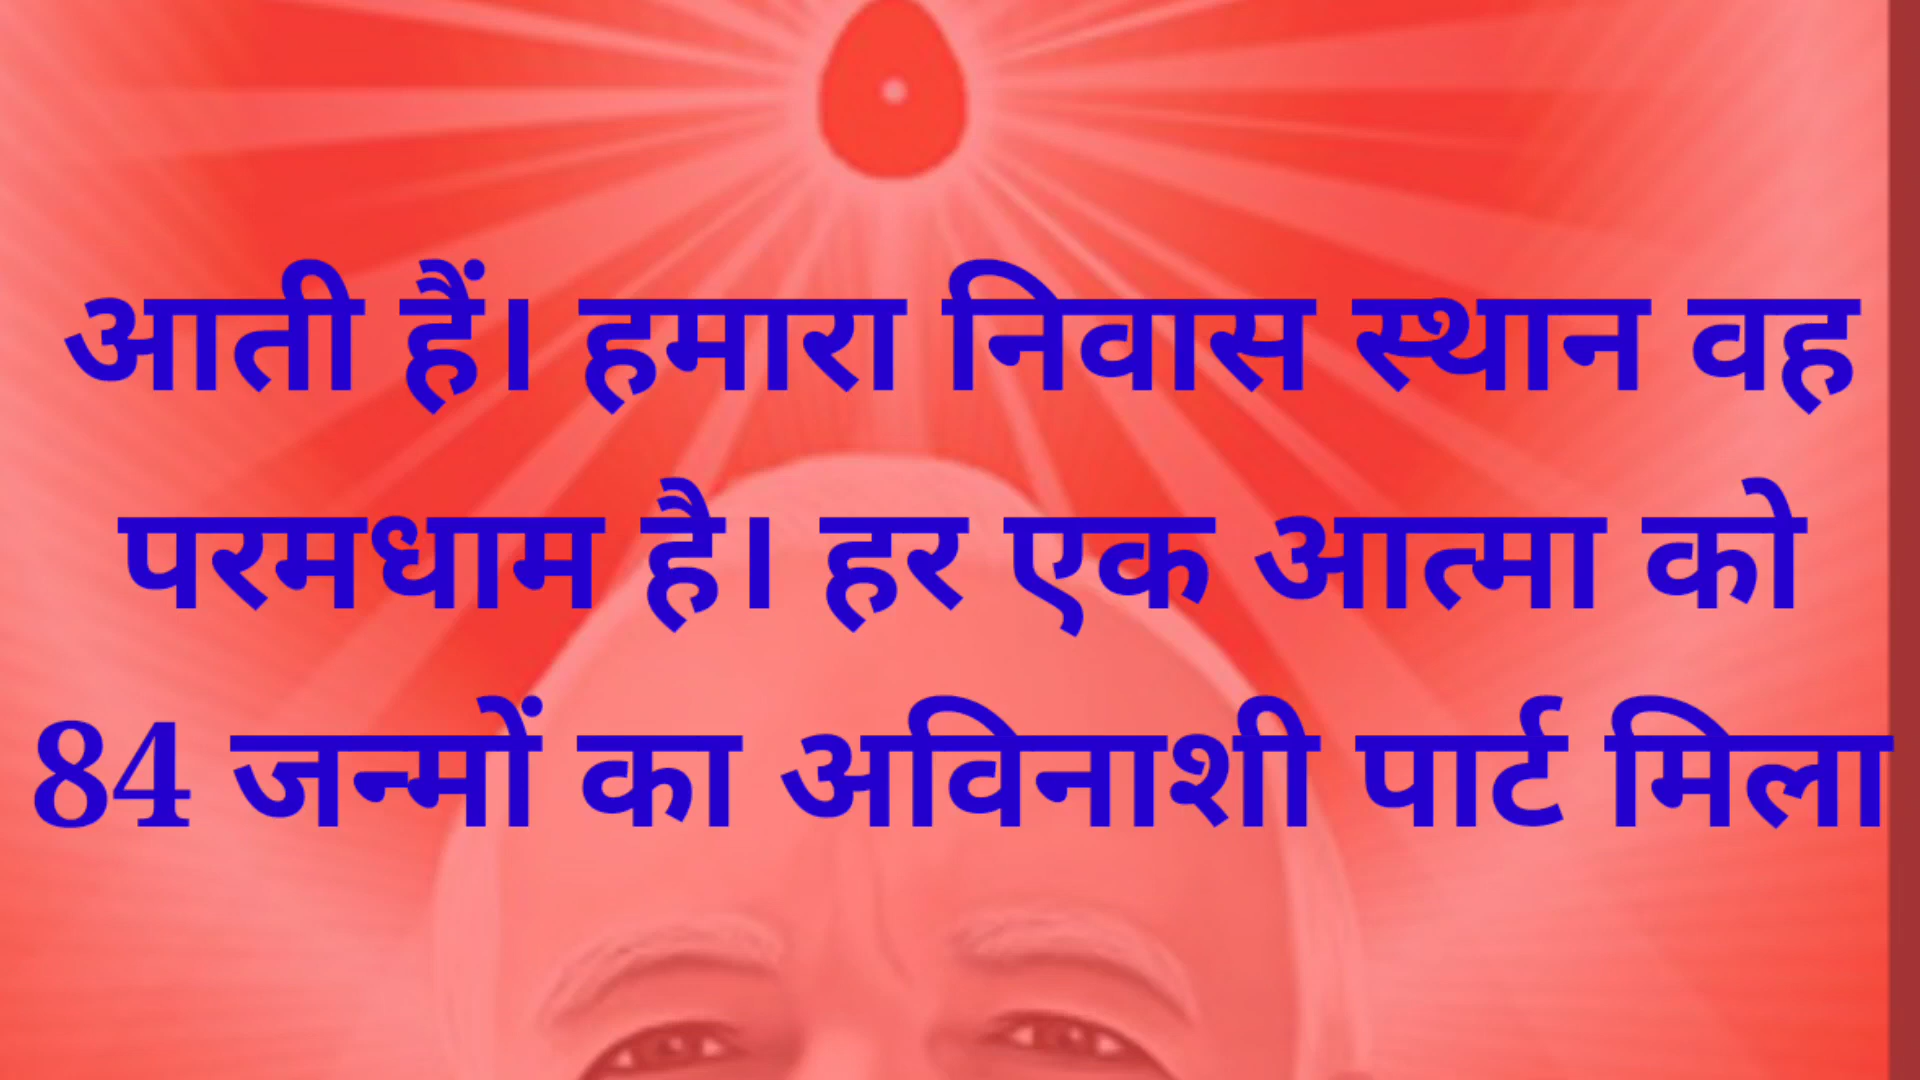 आती हैं। हमारा निवास स्थान वह
परमधाम है। हर एक आत्मा को
84 जन्मों का अविनाशी पार्ट मिला